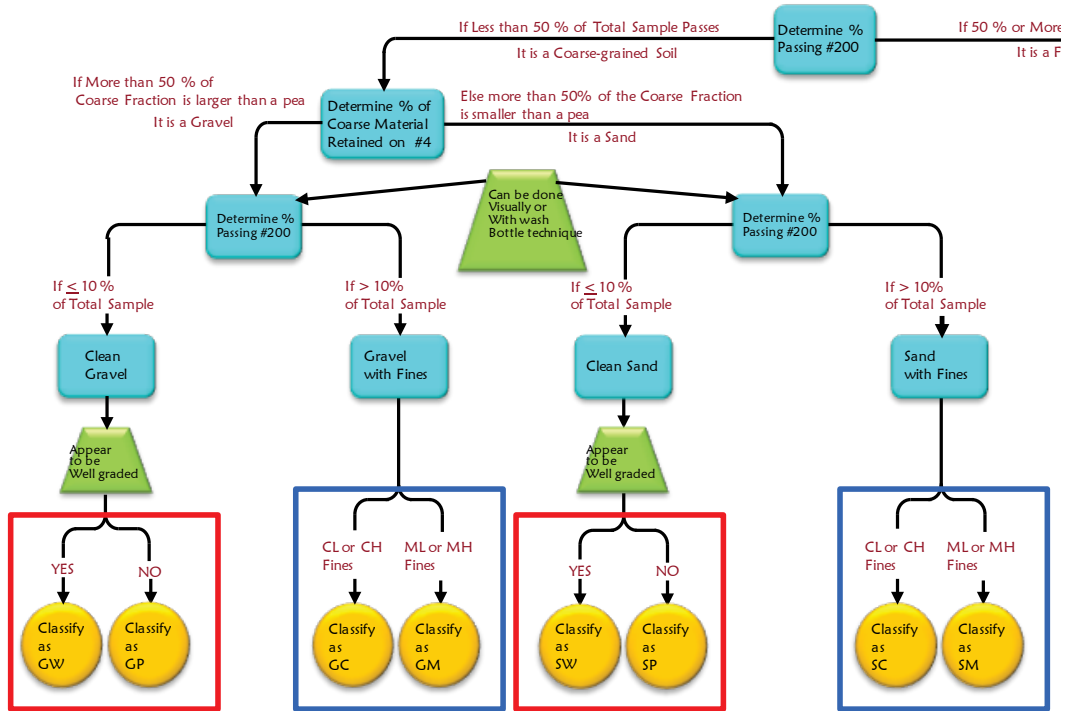 If Less than 50 % of Total Sample Passes
It is a Coarse-grained Soil
Determine %
Passing #200
If 50 % or More
It is a F
If More than 50 % of
Coarse Fraction is larger than a pea
It is a Gravel
Determine % of
Coarse Material
Retained on #4
Else more than 50% of the Coarse Fraction
is smaller than a pea
It is a Sand
Determine %
Passing #200
Can be done
Visually or
With wash
Bottle technique
Determine %
Passing #200
If < 10 %
of Total Sample
If > 10%
of Total Sample
If < 10 %
of Total Sample
If > 10%
of Total Sample
Clean
Gravel
Gravel
with Fines
Clean Sand
Sand
with Fines
Appear
to be
Well graded
Appear
to be
Well graded
YES
NO
CL or CH
Fines
ML or MH
Fines
YES
NO
CL or CH
Fines
ML or MH
Fines
Classify
as
GW
Classify
as
GP
Classify
as
GC
Classify
as
GM
Classify
as
SW
Classify
as
SP
Classify
as
SC
Classify
as
SM